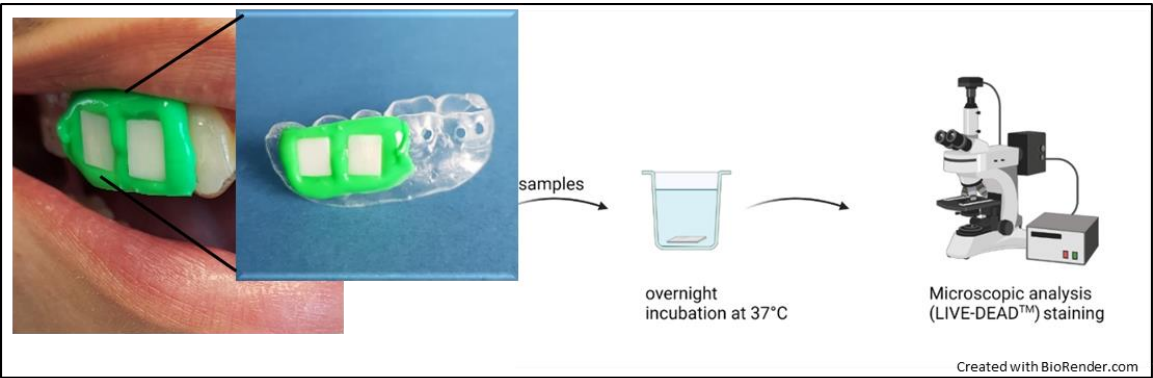 samples
overnight
incubation at 37°C
Microscopic analysis
(LIVE-DEAD™) staining
Created with BioRender.com